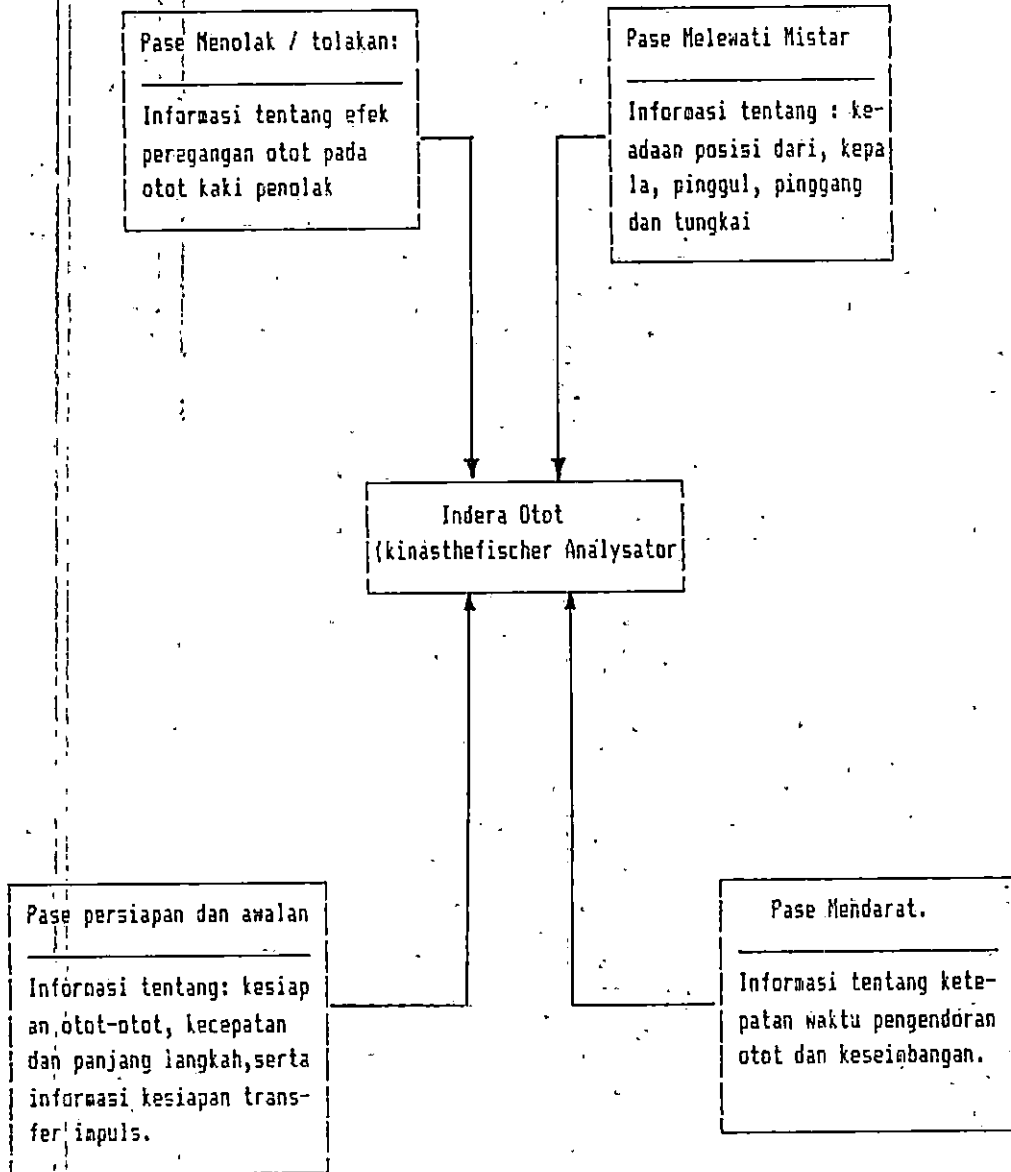 Pase Menolak / tolakan:
Informasi tentang efek
peregangan otot pada
otot kaki penolak
Pase Melewati Mistar
Informasi tentang : ke-
adaan posisi dari, kepa
la, pinggul, pinggang
dan tungkai
Indera Otot
(kinästhefischer Analysator
Pase persiapan dan awalan
Informasi tentang: kesiap
an otot-otot, kecepatan
dan panjang langkah,serta
informasi kesiapan trans-
fer impuls.
Pase Mendarat.
Informasi tentang kete-
patan waktu pengendoran
otot dan keseimbangan.